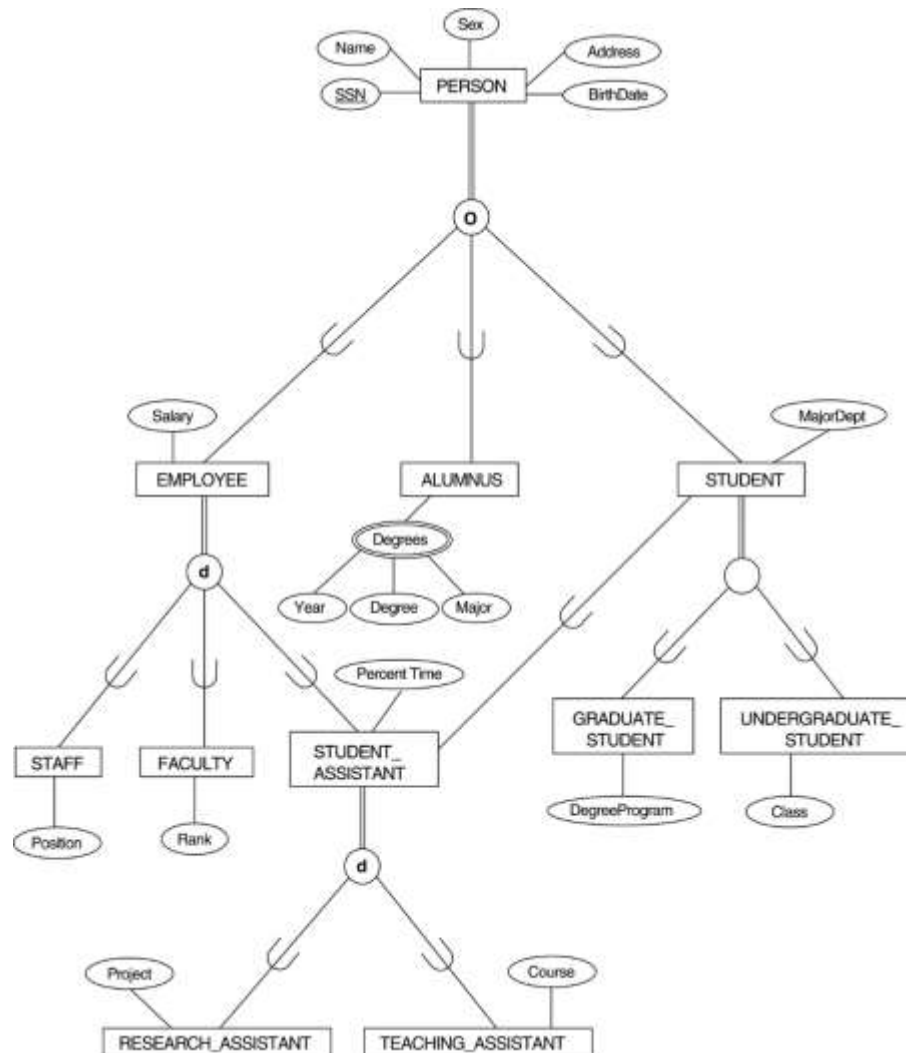 Sex
Name
Address
PERSON
SSN
BirthDate
O
Salary
MajorDept
EMPLOYEE
ALUMNUS
STUDENT
Degrees
d
Year
Degree
Major
Percent Time
GRADUATE_
STUDENT
UNDERGRADUATE_
STUDENT
STAFF
FACULTY
STUDENT_
ASSISTANT
DegreeProgram
Class
Position
Rank
d
Project
Course
RESEARCH_ASSISTANT
TEACHING_ASSISTANT